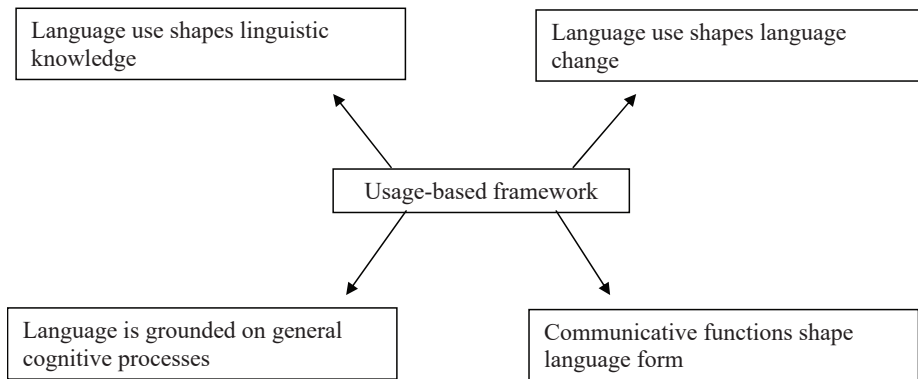 Language use shapes linguistic
knowledge
Language use shapes language
change
Usage-based framework
Language is grounded on general
cognitive processes
Communicative functions shape
language form